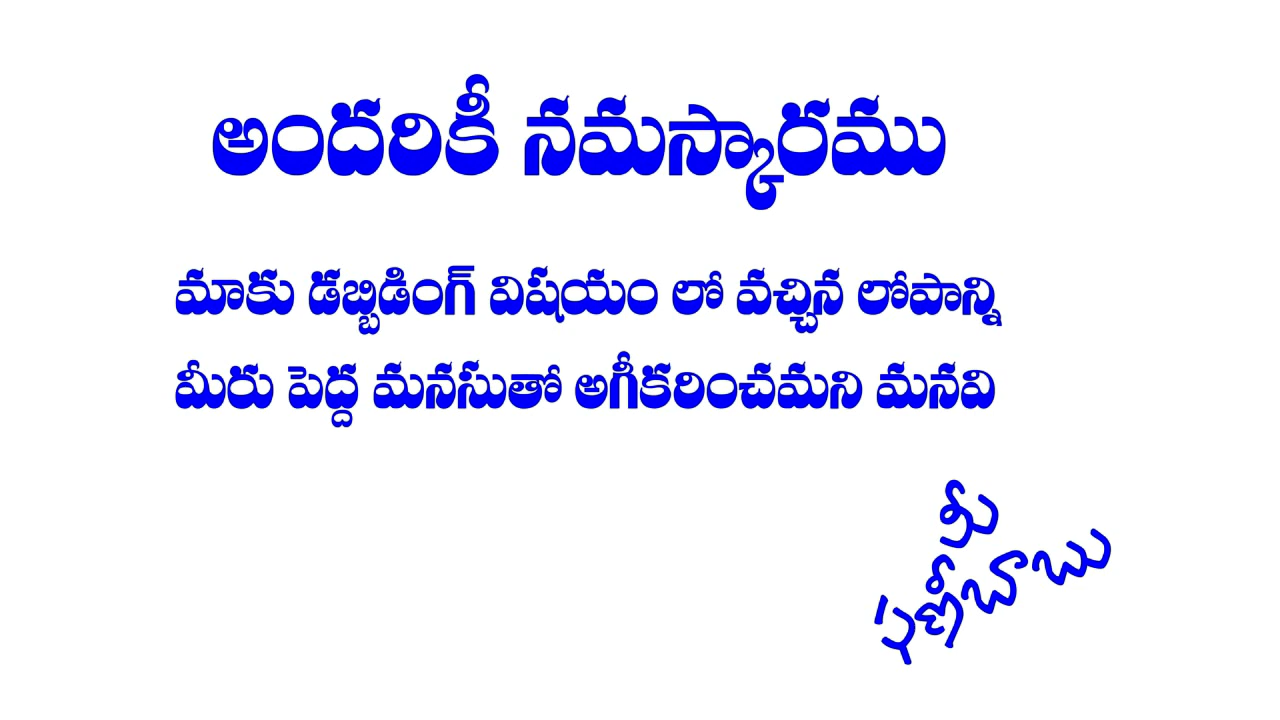 అందరికీ నమస్కారము
మాకు డబ్బిడింగ్ విషయం లో వచ్చిన లోపాన్ని
మీరు పెద్ద మనసుతో అగీకరించమని మనవి
మీ
ఫణీబాబు